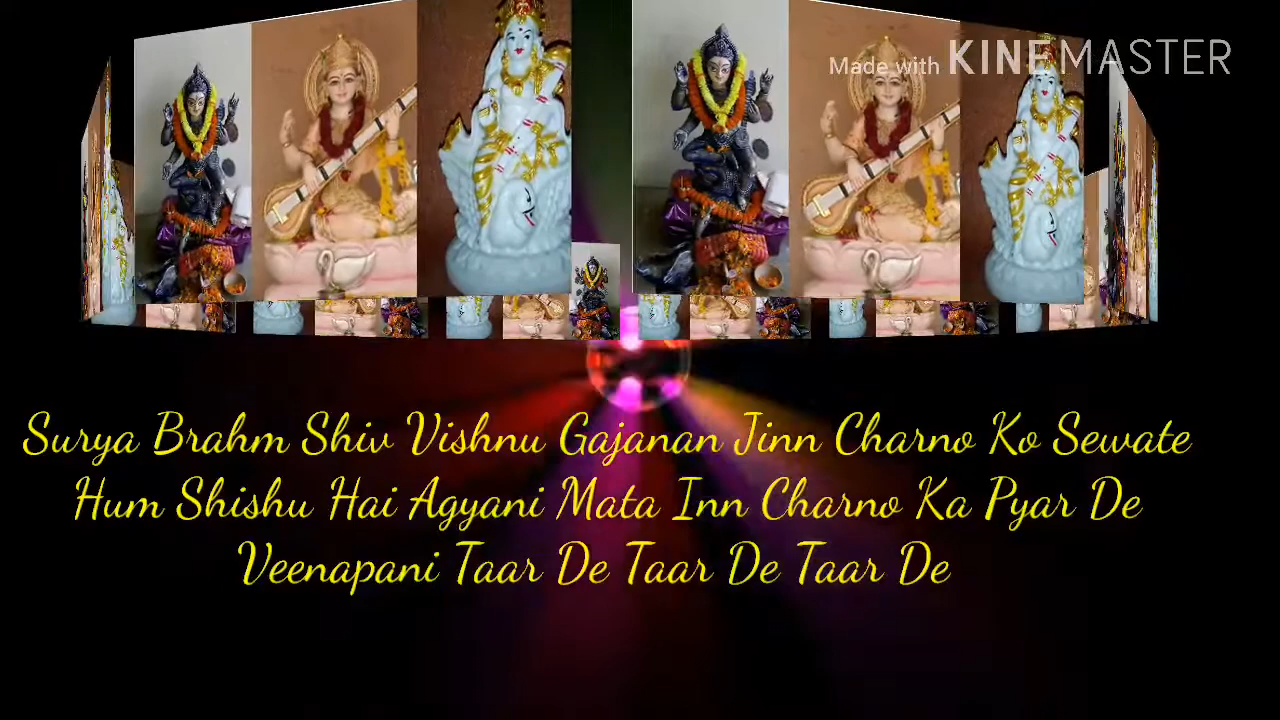 Made with KINEMASTER
Surya Brahm Shiv Vishnu Gajanan Jinn Charno Ko Sewate
Hum Shishu Hai Agyani Mata Inn Charno Ka Pyar De
Veenapani Taar De Taar De Taar De